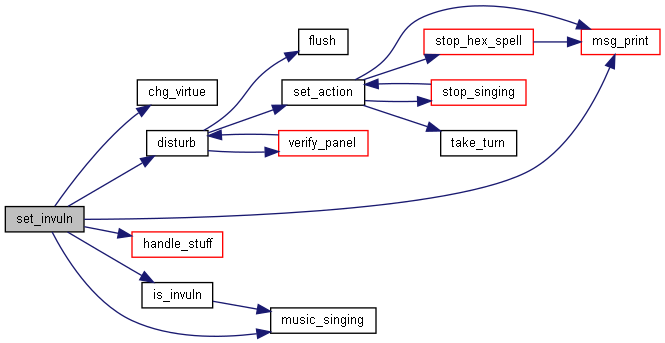 flush
stop_hex_spell
msg_print
chg_virtue
set_action
stop_singing
disturb
verify_panel
take_turn
set_invuln
handle_stuff
is_invuln
music_singing